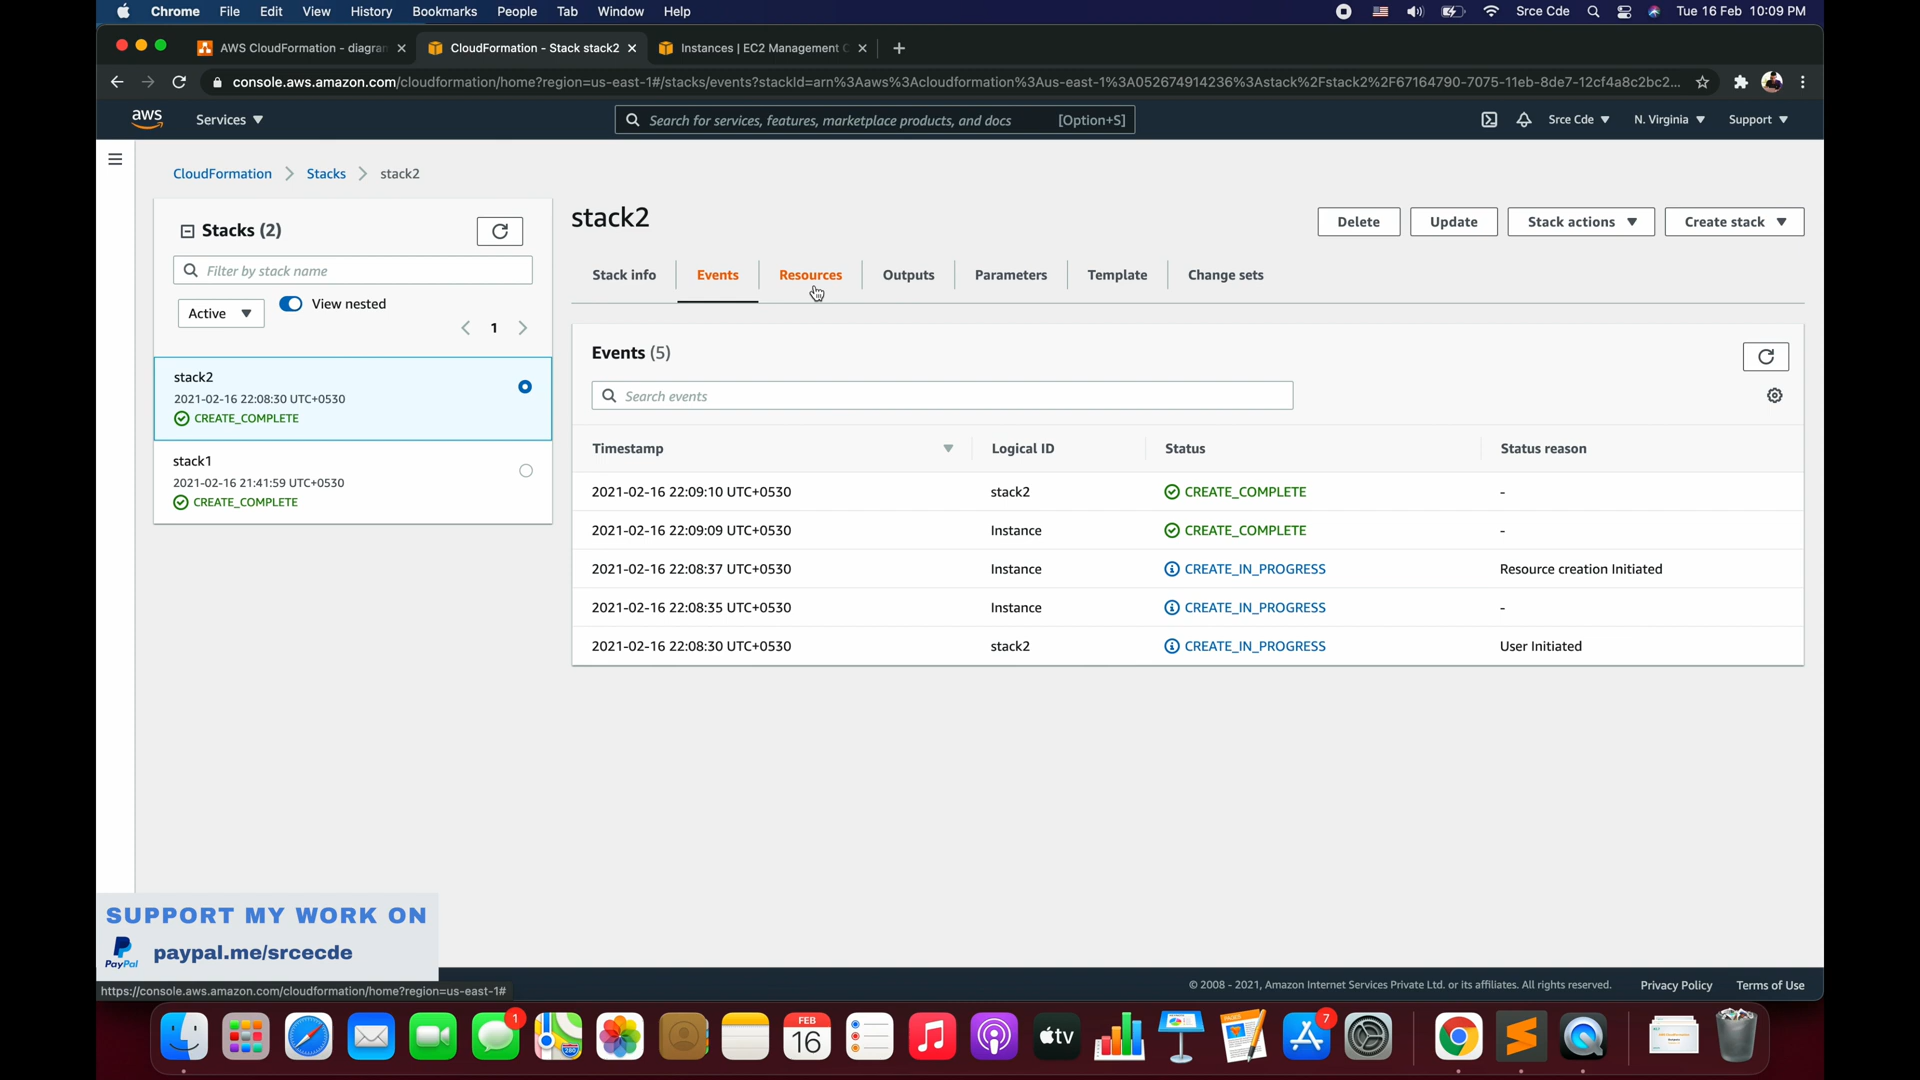 Chrome File Edit View History Bookmarks People Tab Window Help Srce Cde Tue 16 Feb 10:09 PM
AWS CloudFormation - diagran CloudFormation - Stack stack2 Instances | EC2 Management C
console.aws.amazon.com/cloudformation/home?region=us-east-1#/stacks/events?stackId=arn%3Aaws%3Acloudformation%3Aus-east-1%3A052674914236%3Astack%2Fstack2%2F67164790-7075-11eb-8de7-12cf4a8c2bc2...
aws Services Search for services, features, marketplace products, and docs [Option+S] Srce Cde N. Virginia Support
CloudFormation Stacks stack2
Stacks (2)
Filter by stack name
Active View nested
1
stack2
2021-02-16 22:08:30 UTC+0530
CREATE_COMPLETE
stack1
2021-02-16 21:41:59 UTC+0530
CREATE_COMPLETE
stack2
Delete Update Stack actions Create stack
Stack info Events Resources Outputs Parameters Template Change sets
Events (5)
Search events
Timestamp Logical ID Status Status reason
2021-02-16 22:09:10 UTC+0530 stack2 CREATE_COMPLETE -
2021-02-16 22:09:09 UTC+0530 Instance CREATE_COMPLETE -
2021-02-16 22:08:37 UTC+0530 Instance CREATE_IN_PROGRESS Resource creation Initiated
2021-02-16 22:08:35 UTC+0530 Instance CREATE_IN_PROGRESS -
2021-02-16 22:08:30 UTC+0530 stack2 CREATE_IN_PROGRESS User Initiated
SUPPORT MY WORK ON
PayPal paypal.me/srcecde
https://console.aws.amazon.com/cloudformation/home?region=us-east-1#
© 2008 - 2021, Amazon Internet Services Private Ltd. or its affiliates. All rights reserved. Privacy Policy Terms of Use
1 280 FEB 16 tv PAGES 7